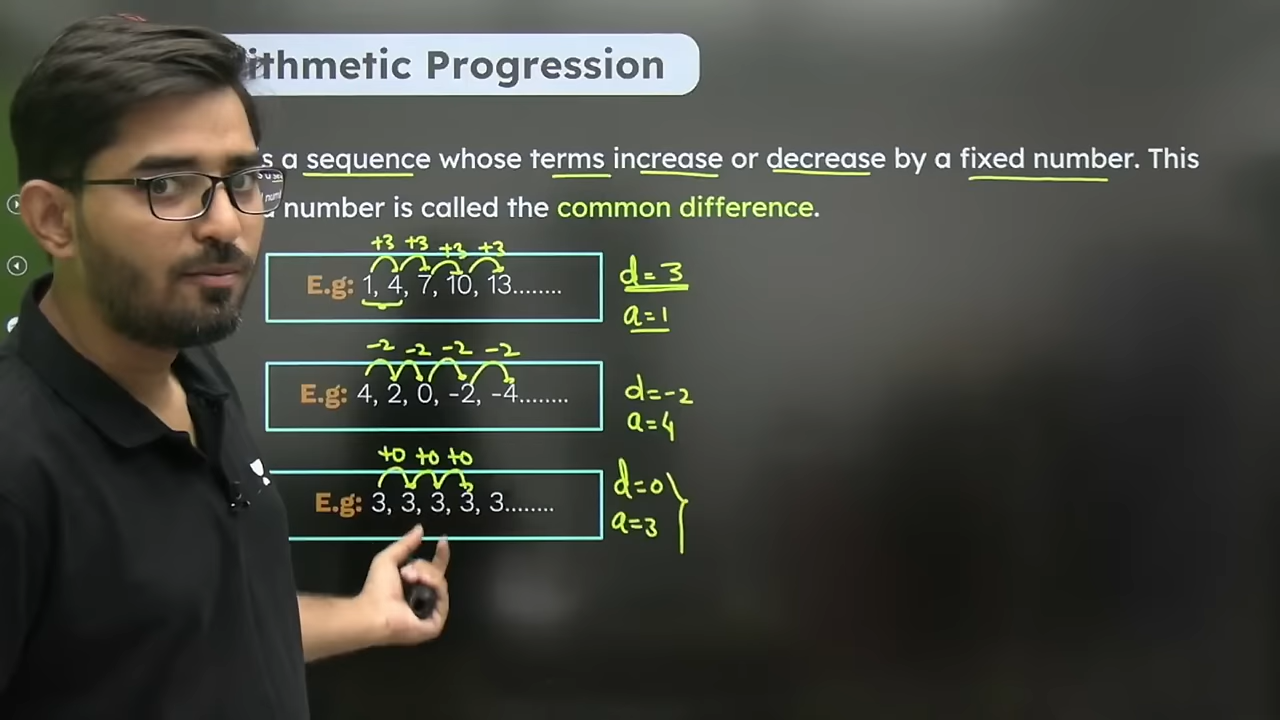 ithmetic Progression
s a sequence whose terms increase or decrease by a fixed number. This
number is called the common difference.
+3 +3 +3 +3
E.g: 1, 4, 7, 10, 13........
d=3
a=1
-2 -2 -2 -2
E.g: 4, 2, 0, -2, -4........
d=-2
a=4
+0 +0 +0
E.g: 3, 3, 3, 3, 3........
d=0
a=3